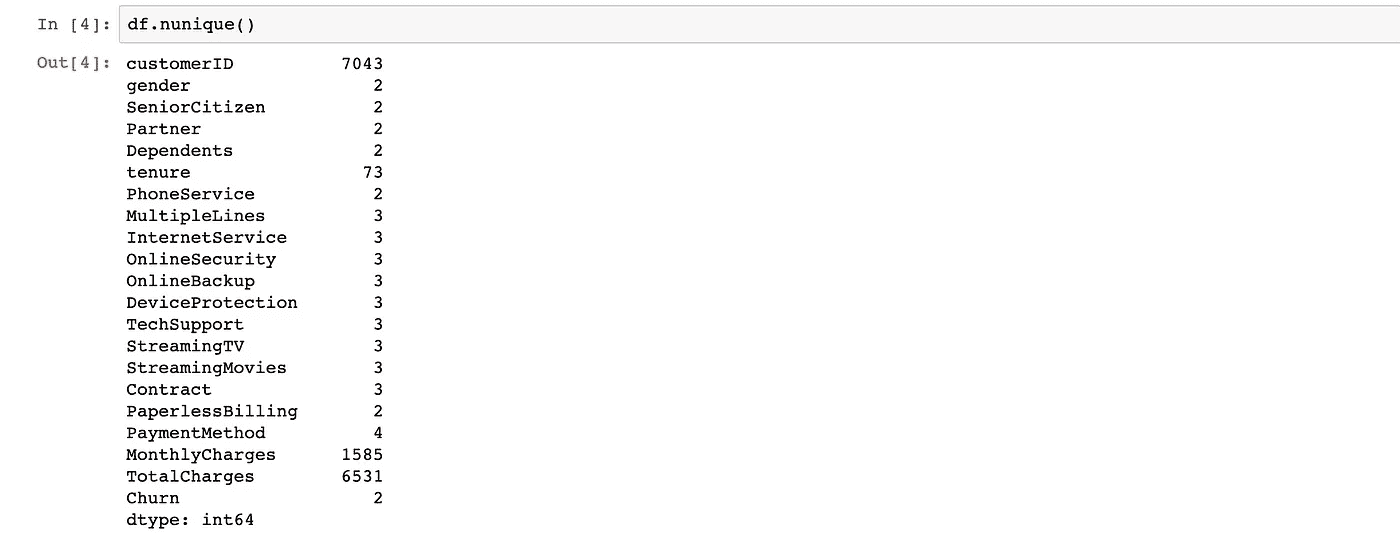 In [4]: df.nunique()
Out[4]: customerID 7043
gender 2
SeniorCitizen 2
Partner 2
Dependents 2
tenure 73
PhoneService 2
MultipleLines 3
InternetService 3
OnlineSecurity 3
OnlineBackup 3
DeviceProtection 3
TechSupport 3
StreamingTV 3
StreamingMovies 3
Contract 3
PaperlessBilling 2
PaymentMethod 4
MonthlyCharges 1585
TotalCharges 6531
Churn 2
dtype: int64